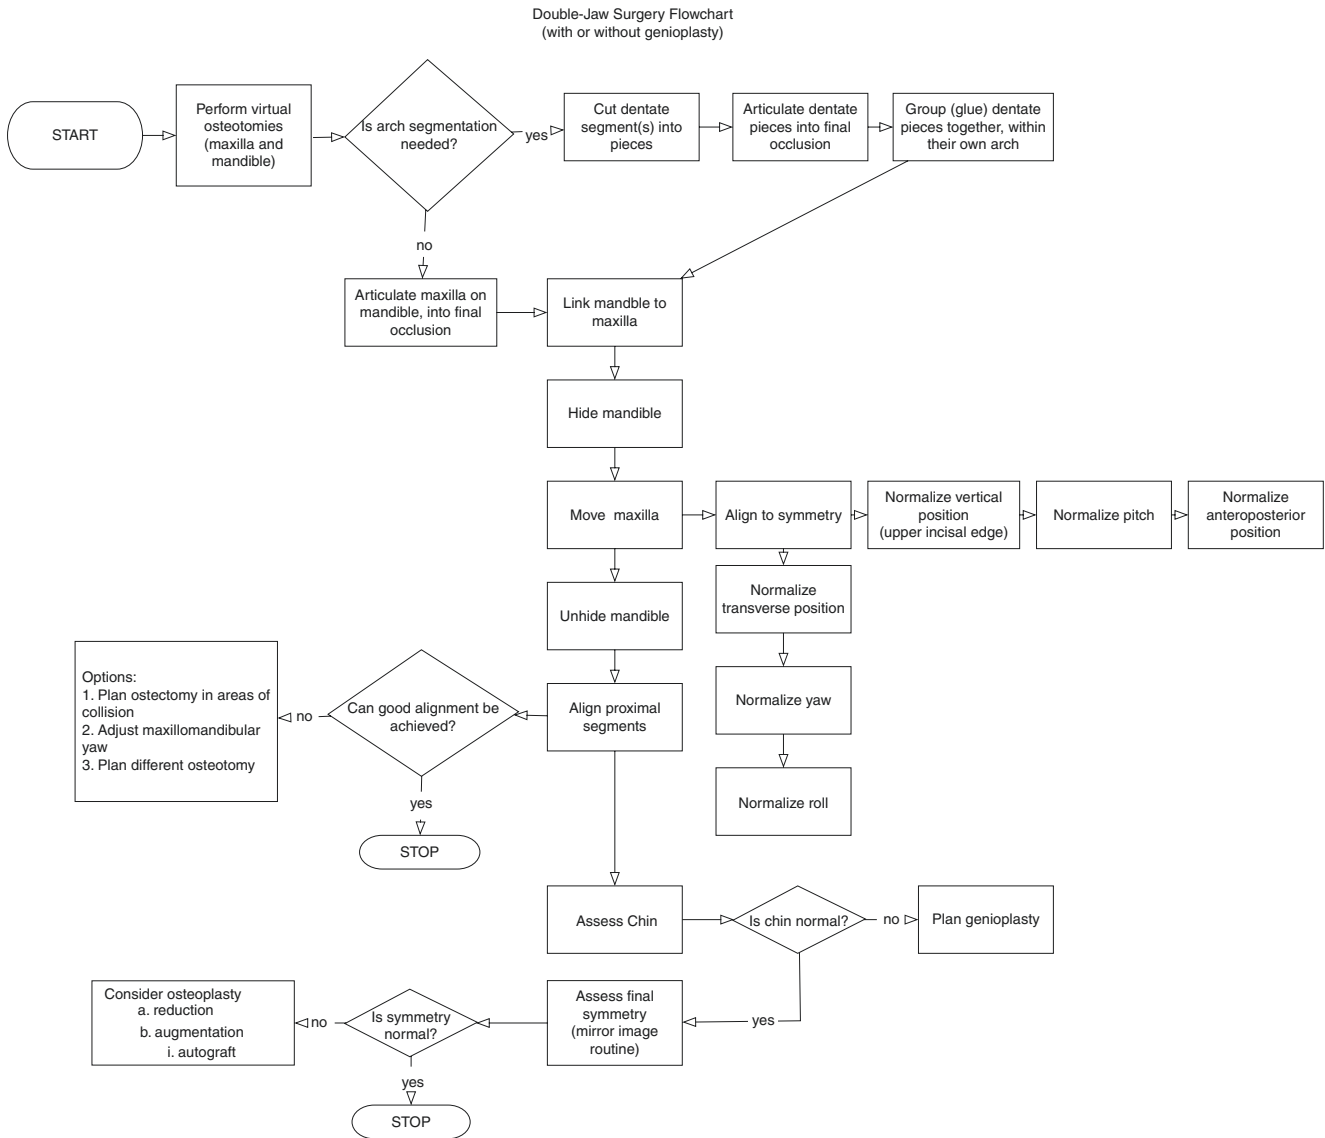 Double-Jaw Surgery Flowchart
(with or without genioplasty)
START
Perform virtual
osteotomies
(maxilla and
mandible)
Is arch segmentation
needed?
yes
Cut dentate
segment(s) into
pieces
Articulate dentate
pieces into final
occlusion
Group (glue) dentate
pieces together, within
their own arch
no
Articulate maxilla on
mandible, into final
occlusion
Link mandble to
maxilla
Hide mandible
Move maxilla
Align to symmetry
Normalize vertical
position
(upper incisal edge)
Normalize pitch
Normalize
anteroposterior
position
Normalize
transverse position
Normalize yaw
Normalize roll
Unhide mandible
Align proximal
segments
Can good alignment be
achieved?
no
Options:
1. Plan ostectomy in areas of
collision
2. Adjust maxillomandibular
yaw
3. Plan different osteotomy
yes
STOP
Assess Chin
Is chin normal?
no
Plan genioplasty
yes
Assess final
symmetry
(mirror image
routine)
Is symmetry
normal?
no
Consider osteoplasty
a. reduction
b. augmentation
i. autograft
yes
STOP